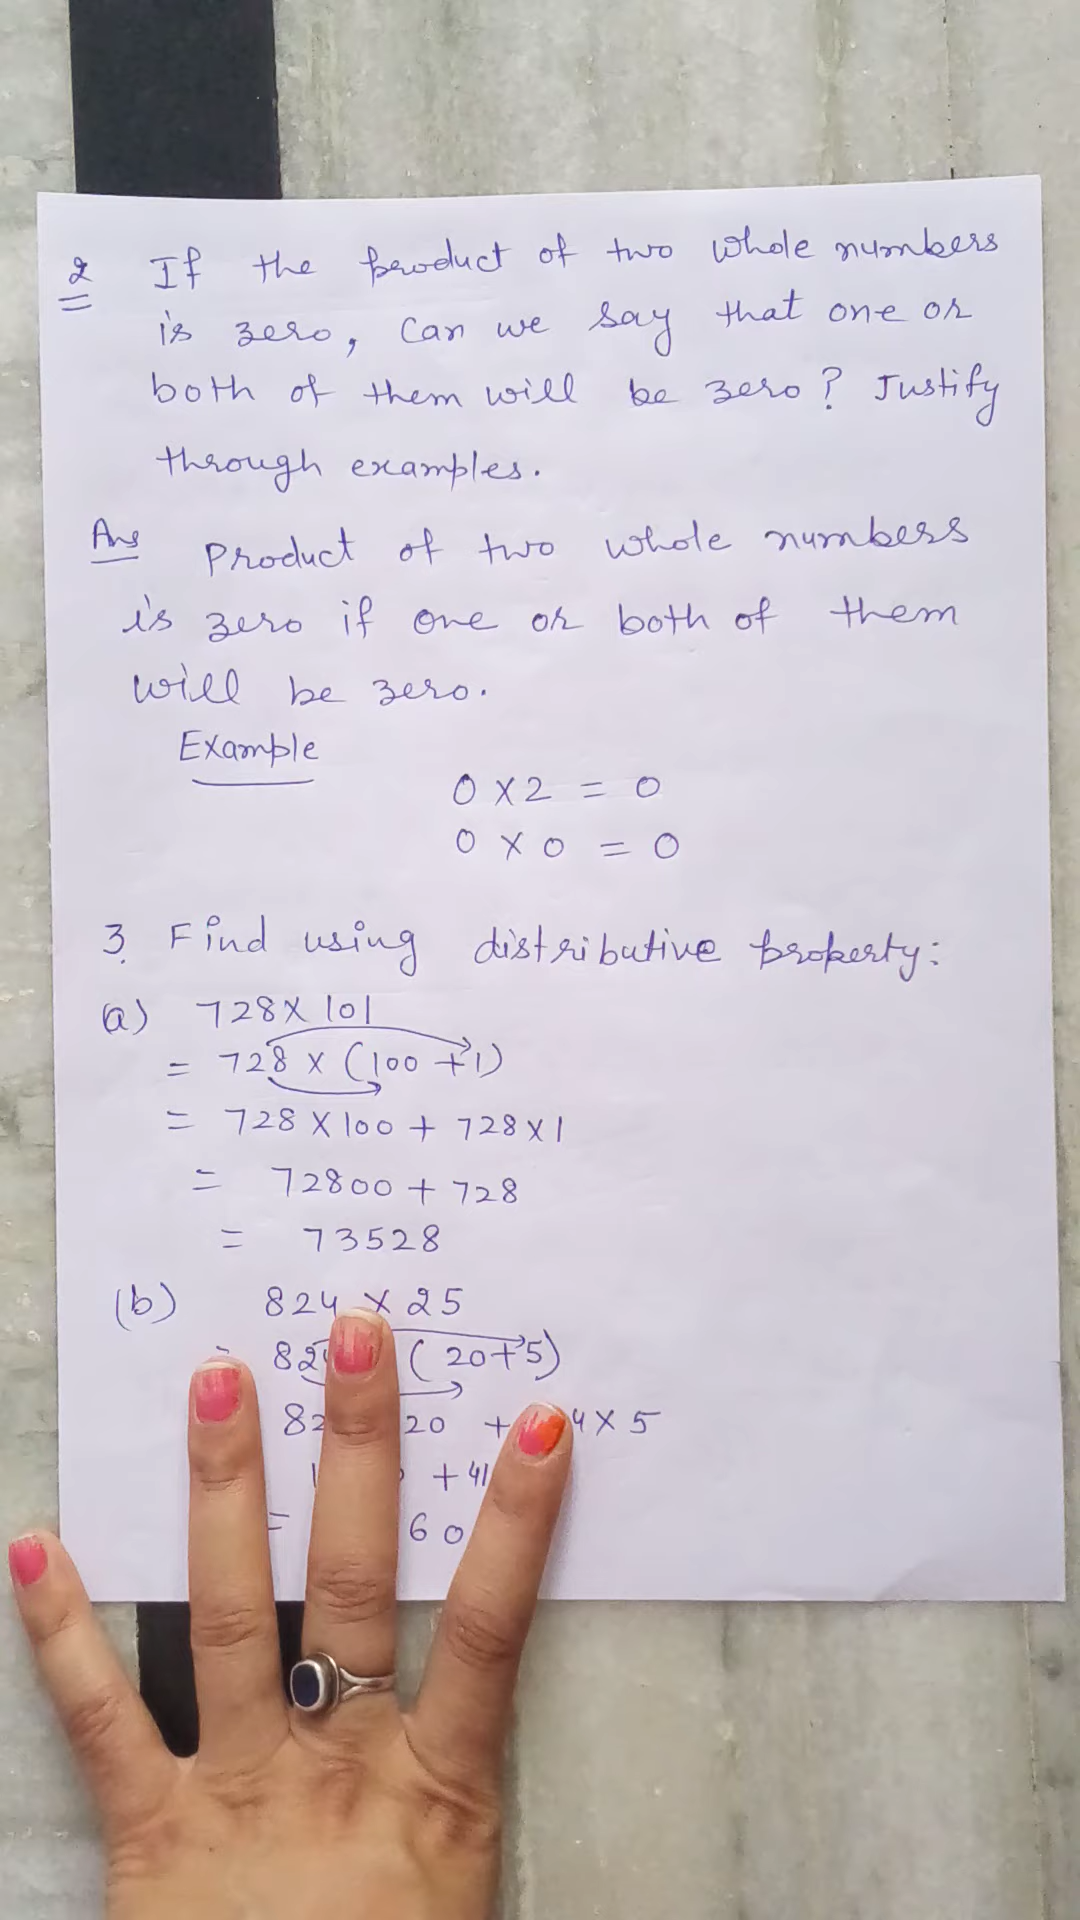 2 If the product of two whole numbers
is zero, can we say that one or
both of them will be zero? Justify
through examples.
Ans Product of two whole numbers
is zero if one or both of them
will be zero.
Example
0 X 2 = 0
0 X 0 = 0
3. Find using distributive property:
(a) 728 X 101
= 728 X (100 + 1)
= 728 X 100 + 728 X 1
= 72800 + 728
= 73528
(b) 824 X 25
(20+5)
20 + 4 X 5
+ 41
= 60